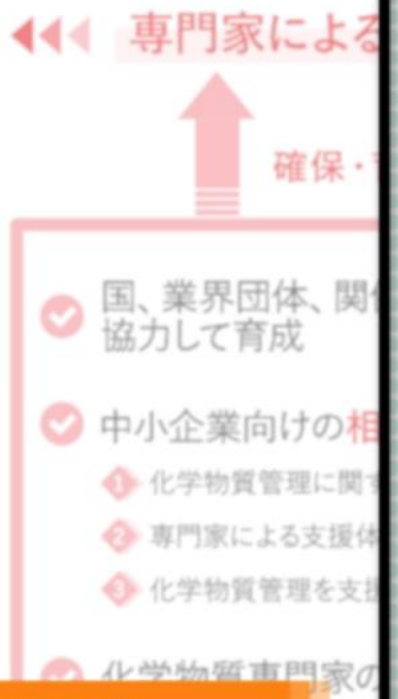 専門家による
確保・
国、業界団体、関
協力して育成
中小企業向けの相
1 化学物質管理に関す
2 専門家による支援体
3 化学物質管理を支援
化学物質専門家の